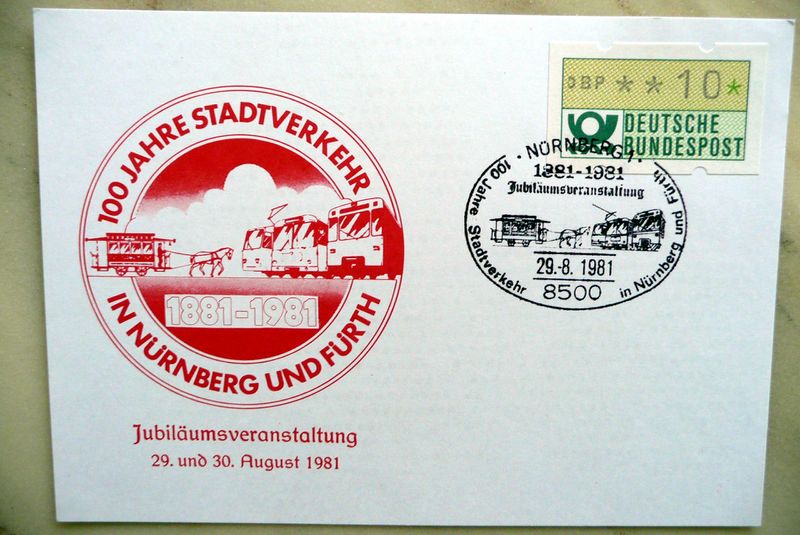 100 JAHRE STADTVERKEHR
IN NÜRNBERG UND FÜRTH
1881-1981
Jubiläumsveranstaltung
29. und 30. August 1981
DBP * * 10 *
DEUTSCHE
BUNDESPOST
· NÜRNBERG 1 ·
1881-1981
Jubiläumsveranstaltung
100 Jahre Stadtverkehr in Nürnberg und Fürth
29.-8. 1981
8500